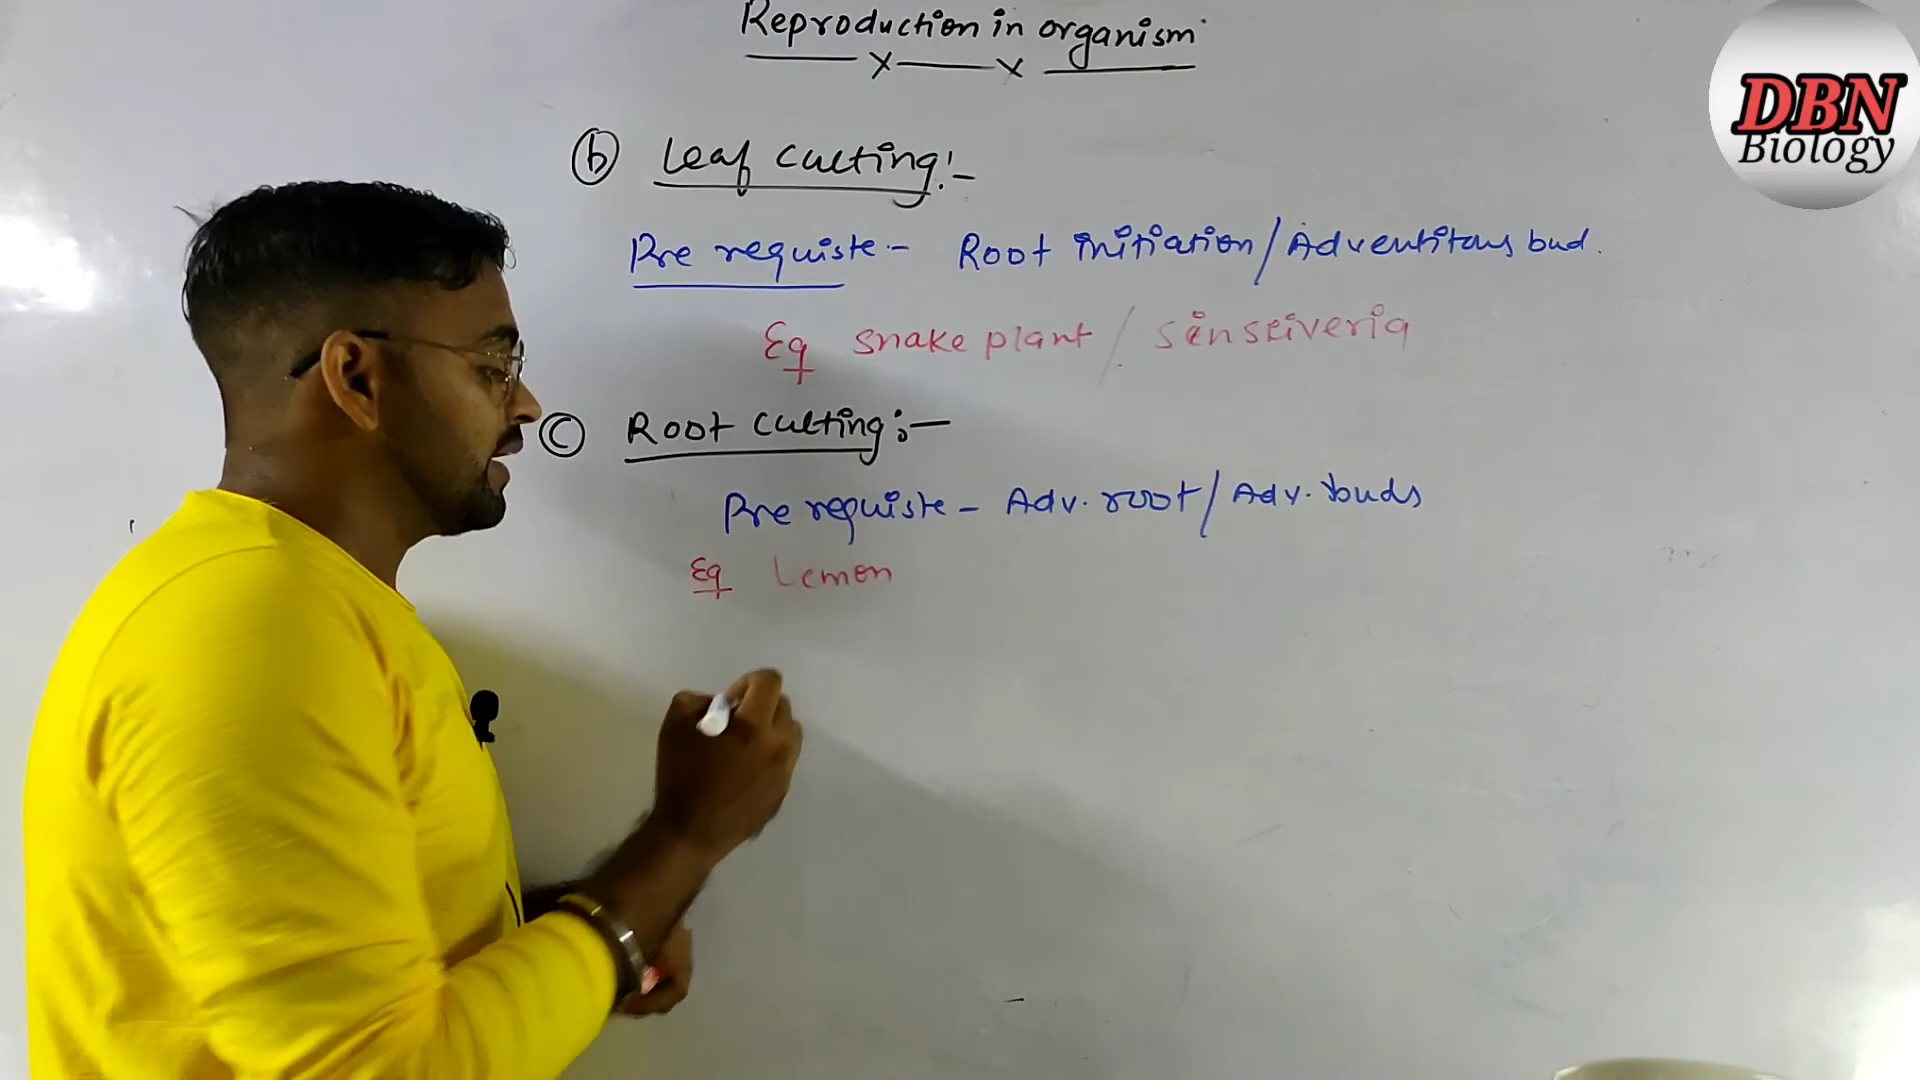 Reproduction in organism
DBN
Biology
(b) Leaf cutting:-
Pre requiste - Root initiation / Adventitous bud.
Eg snake plant / Sanseiveria
(c) Root cutting:-
Pre requiste - Adv. root / Adv. buds
Eg Lemon